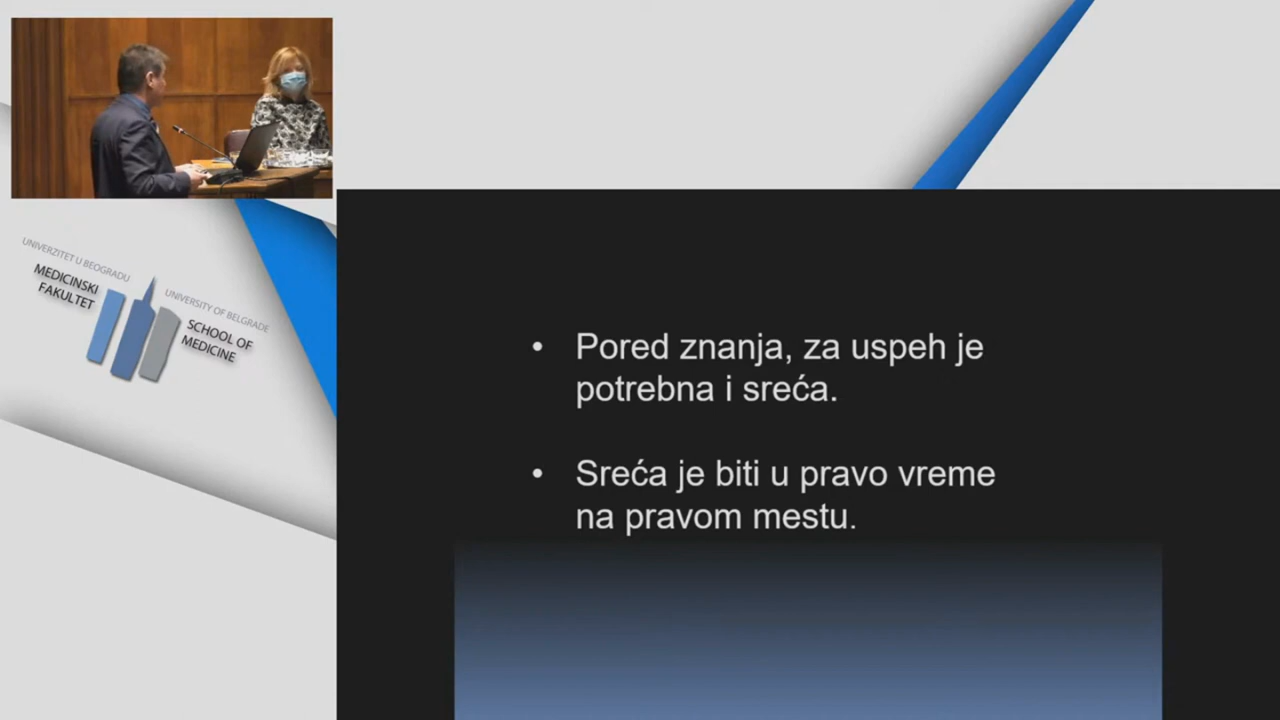 UNIVERZITET U BEOGRADU
MEDICINSKI
FAKULTET
UNIVERSITY OF BELGRADE
SCHOOL OF
MEDICINE
• Pored znanja, za uspeh je
potrebna i sreća.
• Sreća je biti u pravo vreme
na pravom mestu.